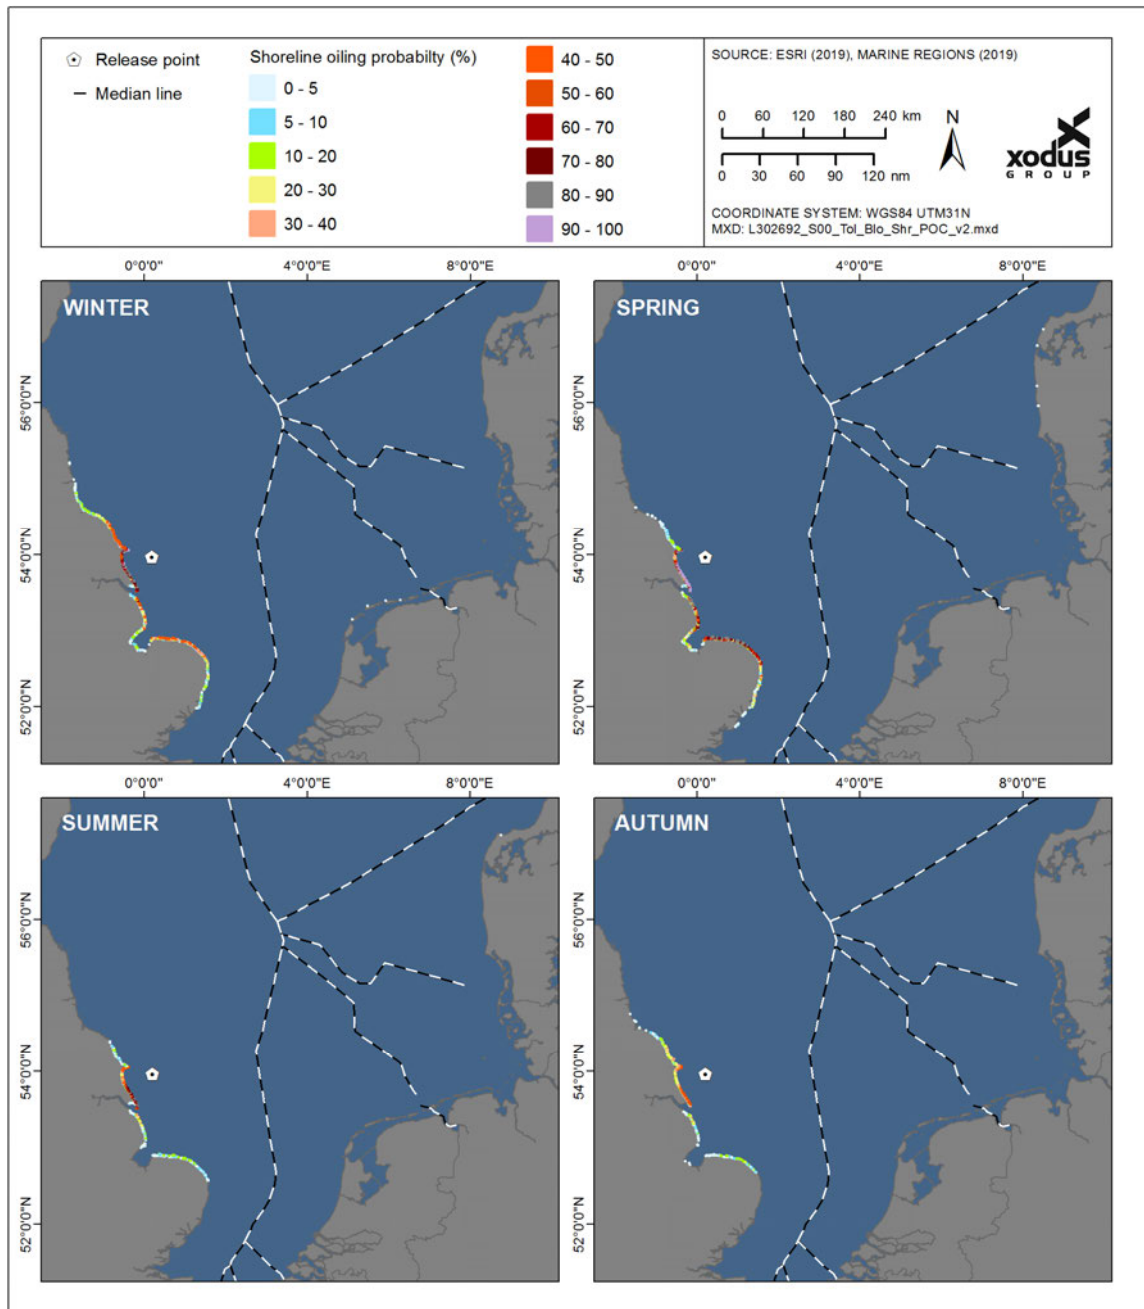 Release point
Median line
Shoreline oiling probabilty (%)
0 - 5
5 - 10
10 - 20
20 - 30
30 - 40
40 - 50
50 - 60
60 - 70
70 - 80
80 - 90
90 - 100
SOURCE: ESRI (2019), MARINE REGIONS (2019)
0 60 120 180 240 km
0 30 60 90 120 nm
N
xodus
GROUP
COORDINATE SYSTEM: WGS84 UTM31N
MXD: L302692_S00_Tol_Blo_Shr_POC_v2.mxd
0°0'0" 4°0'0"E 8°0'0"E
WINTER
56°0'0"N
54°0'0"N
52°0'0"N
0°0'0" 4°0'0"E 8°0'0"E
SPRING
56°0'0"N
54°0'0"N
52°0'0"N
0°0'0" 4°0'0"E 8°0'0"E
SUMMER
56°0'0"N
54°0'0"N
52°0'0"N
0°0'0" 4°0'0"E 8°0'0"E
AUTUMN
56°0'0"N
54°0'0"N
52°0'0"N